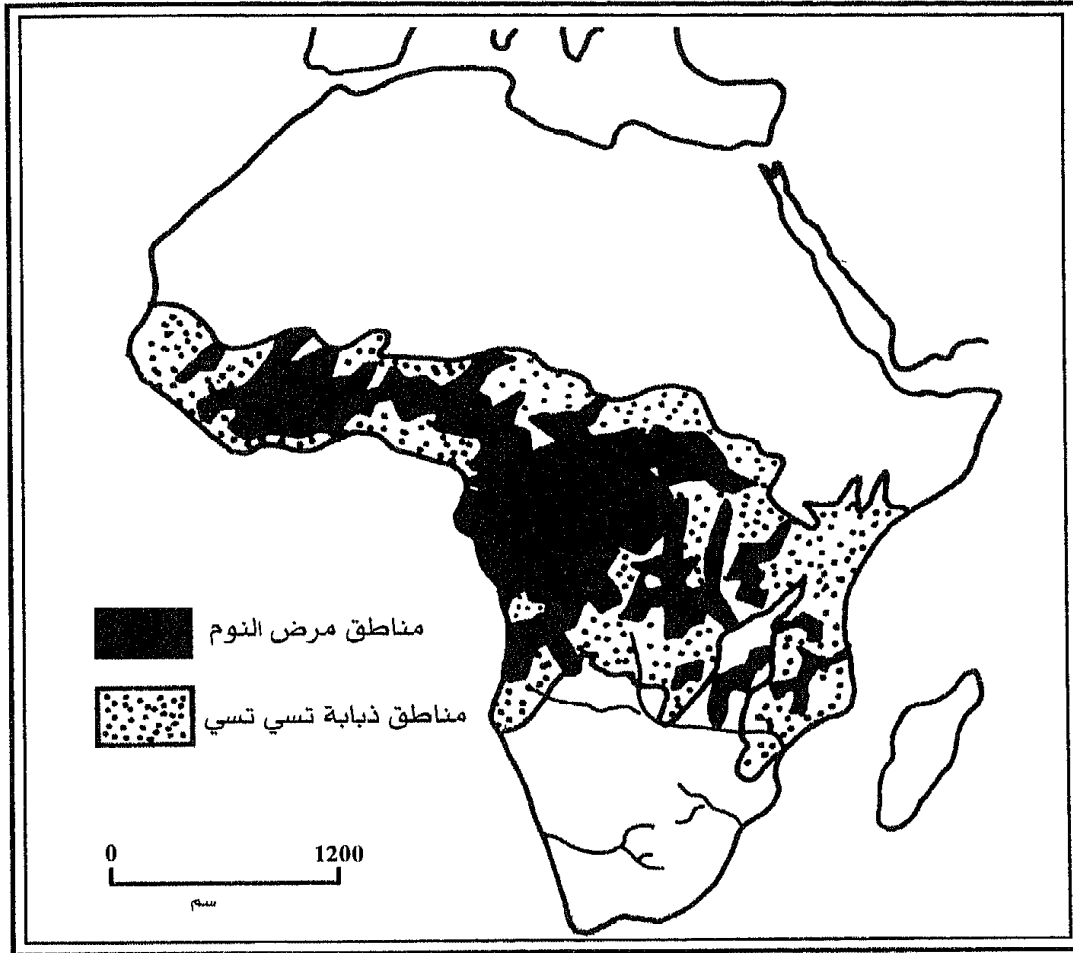 مناطق مرض النوم
مناطق ذبابة تسي تسي
0 1200
سم